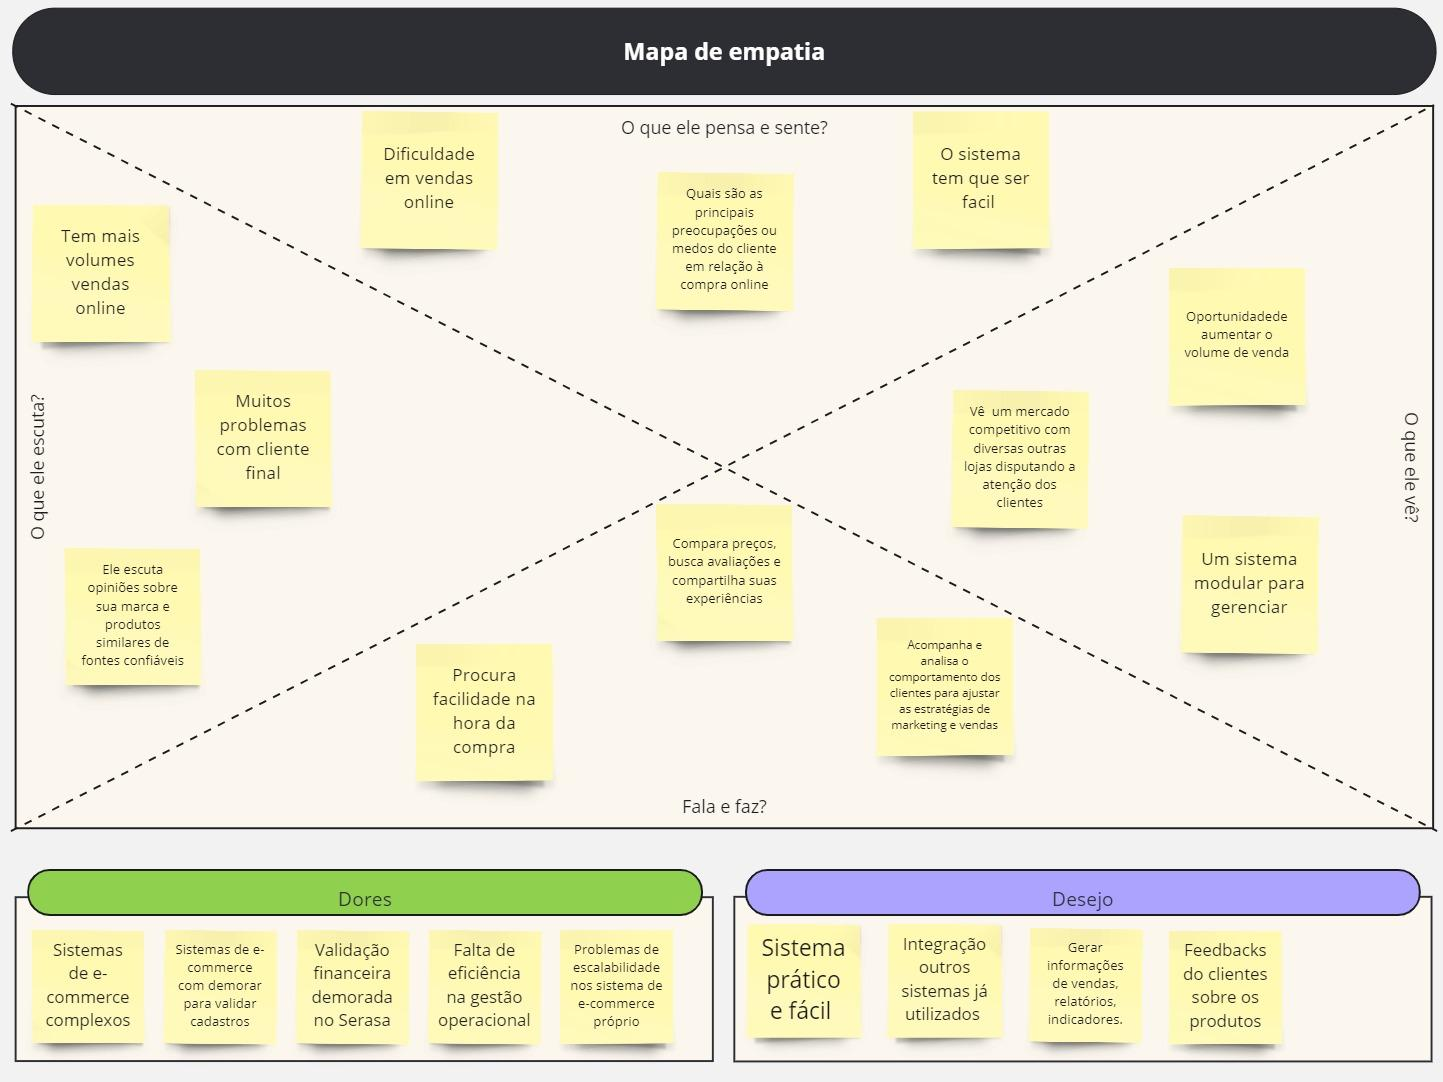 Mapa de empatia
O que ele pensa e sente?
Dificuldade
em vendas
online
Quais são as
principais
preocupações ou
medos do cliente
em relação à
compra online
O sistema
tem que ser
facil
O que ele escuta?
Tem mais
volumes
vendas
online
Muitos
problemas
com cliente
final
Ele escuta
opiniões sobre
sua marca e
produtos
similares de
fontes confiáveis
O que ele vê?
Oportunidadede
aumentar o
volume de venda
Vê um mercado
competitivo com
diversas outras
lojas disputando a
atenção dos
clientes
Um sistema
modular para
gerenciar
Compara preços,
busca avaliações e
compartilha suas
experiências
Procura
facilidade na
hora da
compra
Acompanha e
analisa o
comportamento dos
clientes para ajustar
as estratégias de
marketing e vendas
Fala e faz?
Dores
Sistemas
de e-
commerce
complexos
Sistemas de e-
commerce
com demorar
para validar
cadastros
Validação
financeira
demorada
no Serasa
Falta de
eficiência
na gestão
operacional
Problemas de
escalabilidade
nos sistema de
e-commerce
próprio
Desejo
Sistema
prático
e fácil
Integração
outros
sistemas já
utilizados
Gerar
informações
de vendas,
relatórios,
indicadores.
Feedbacks
do clientes
sobre os
produtos